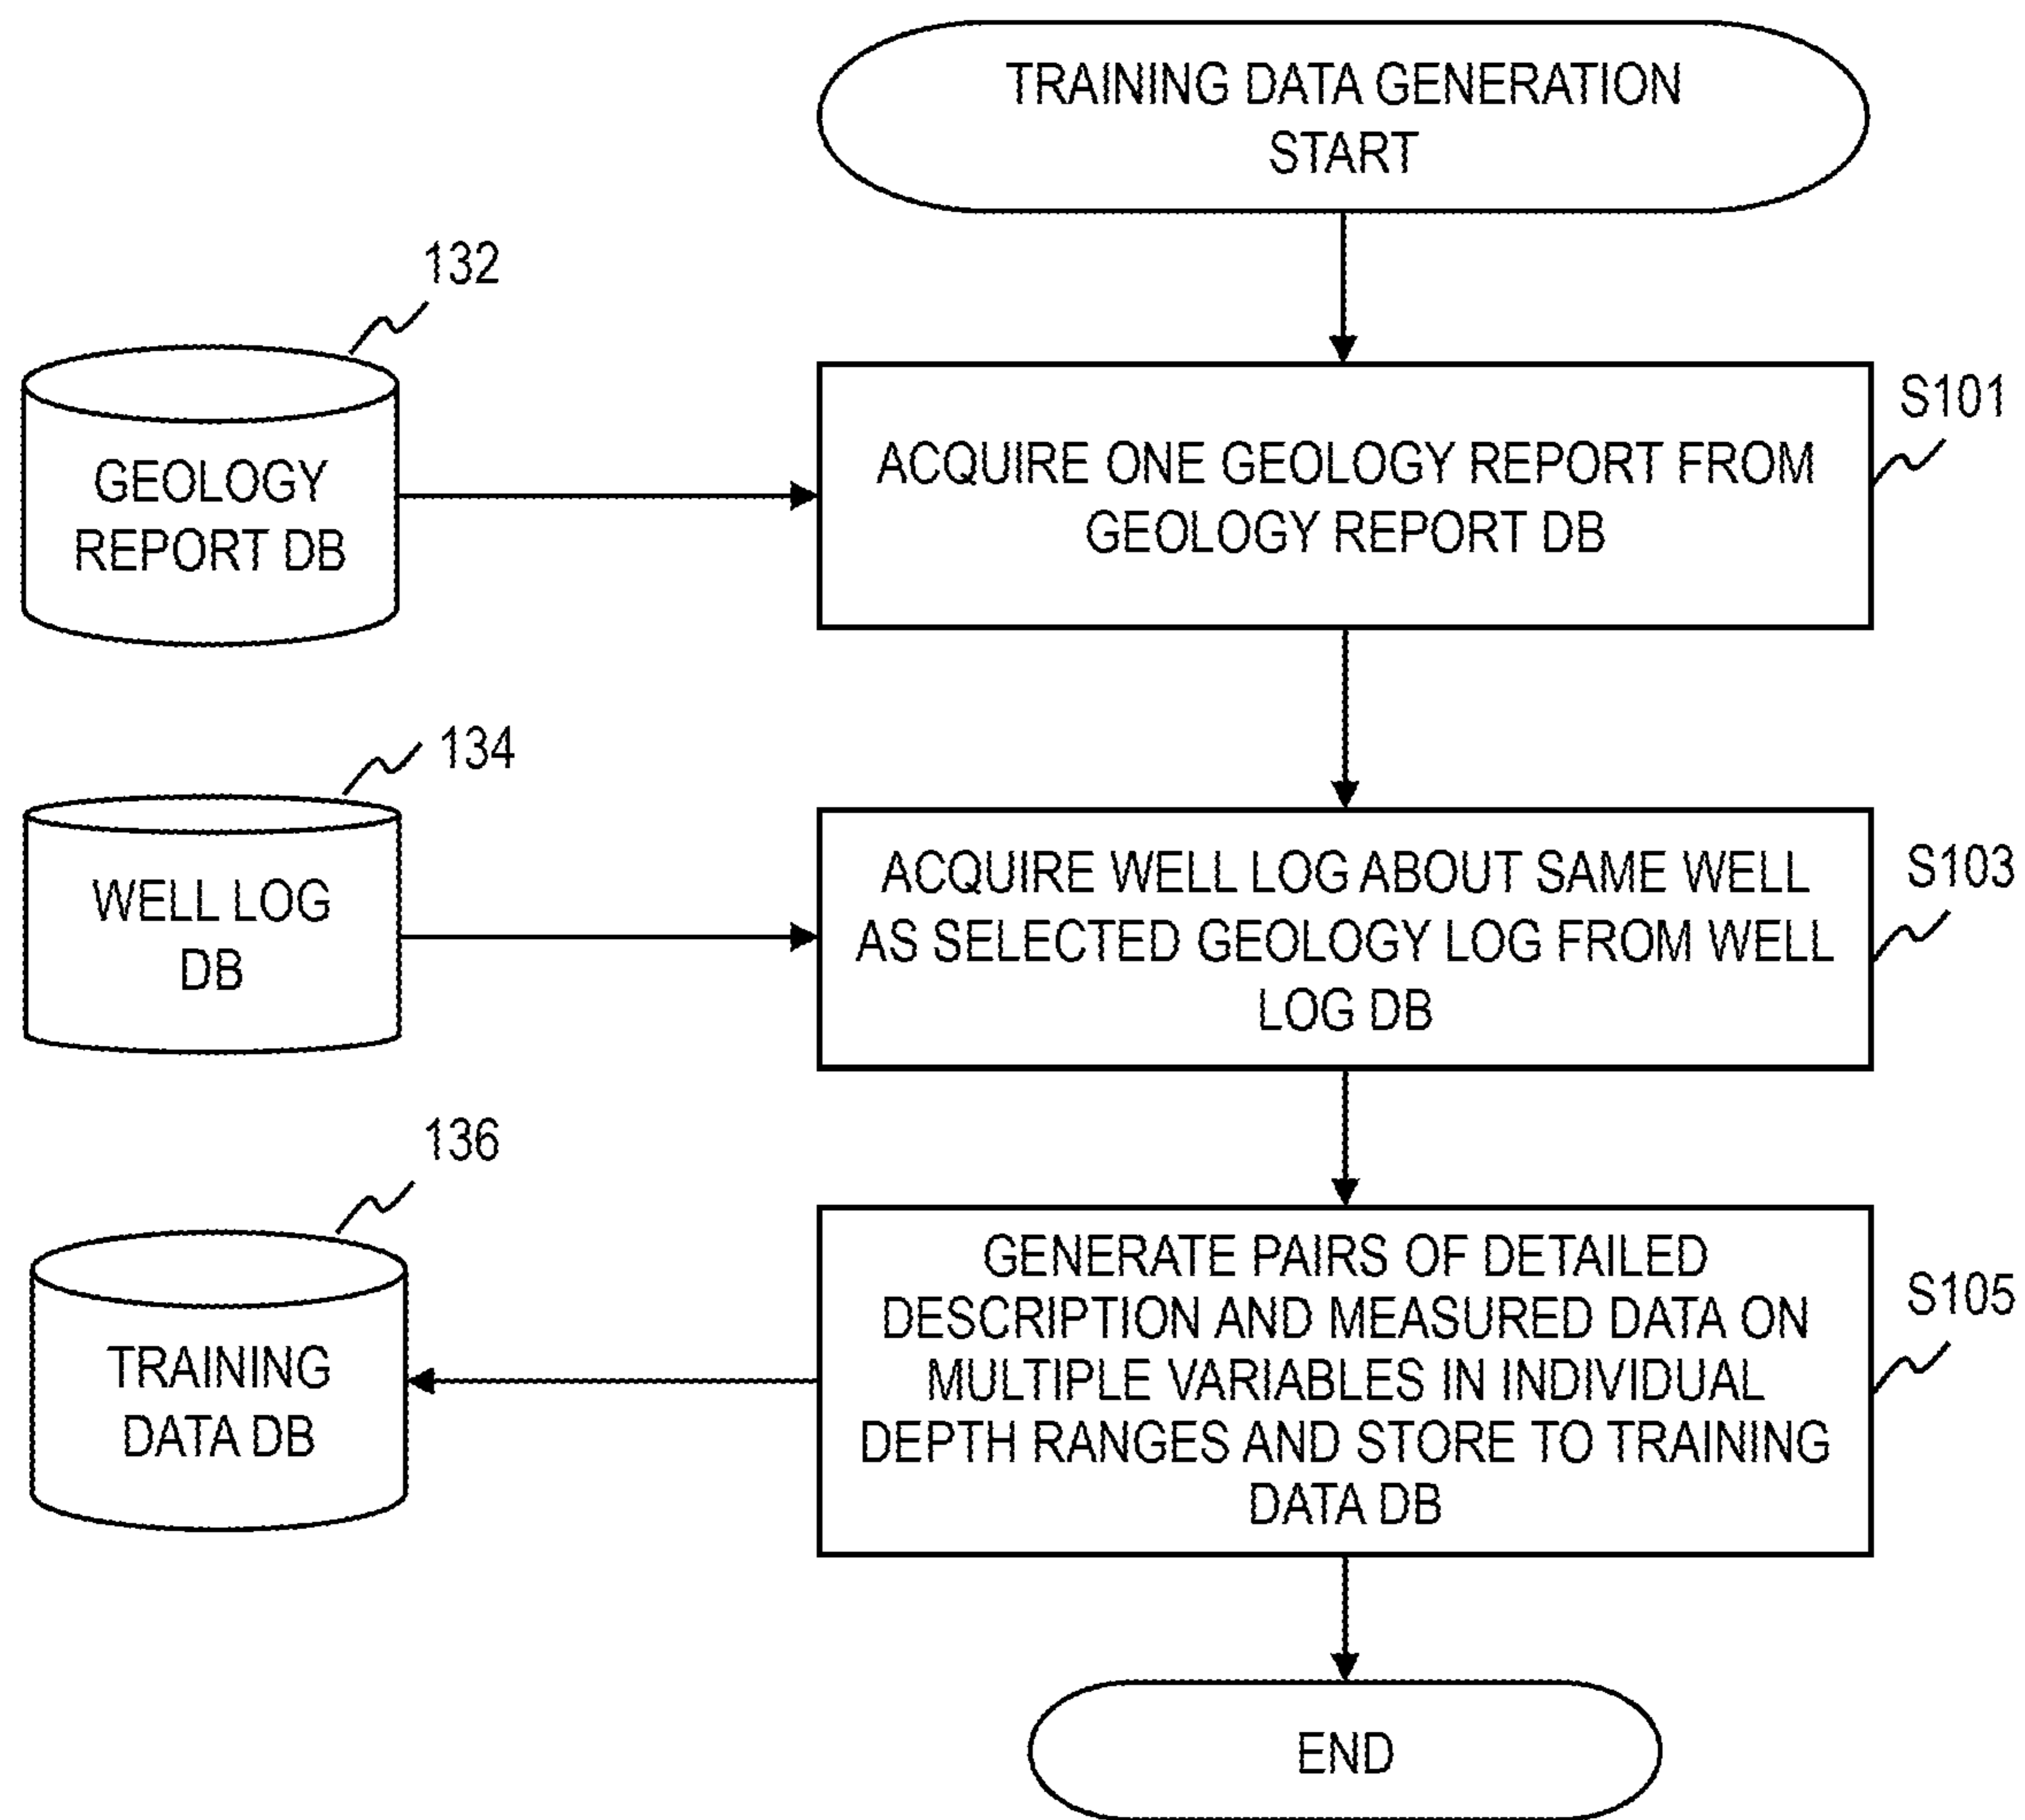 TRAINING DATA GENERATION
START
132
GEOLOGY
REPORT DB
S101
ACQUIRE ONE GEOLOGY REPORT FROM
GEOLOGY REPORT DB
134
WELL LOG
DB
S103
ACQUIRE WELL LOG ABOUT SAME WELL
AS SELECTED GEOLOGY LOG FROM WELL
LOG DB
136
TRAINING
DATA DB
S105
GENERATE PAIRS OF DETAILED
DESCRIPTION AND MEASURED DATA ON
MULTIPLE VARIABLES IN INDIVIDUAL
DEPTH RANGES AND STORE TO TRAINING
DATA DB
END